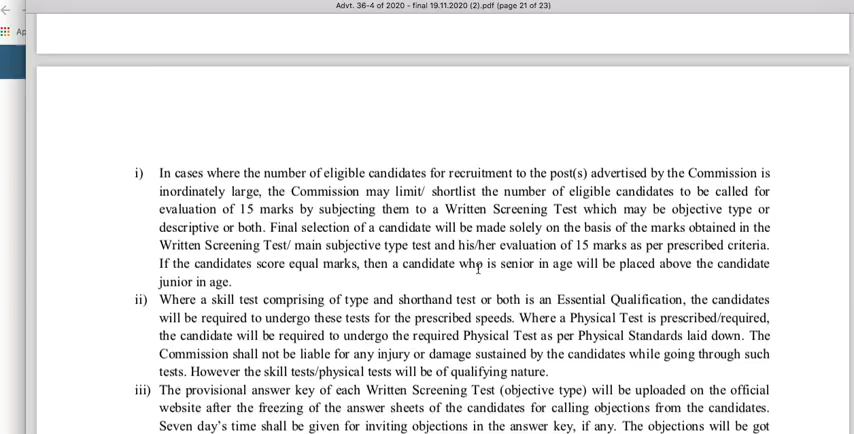 Advt. 36-4 of 2020 - final 19.11.2020 (2).pdf (page 21 of 23)
Ap
i) In cases where the number of eligible candidates for recruitment to the post(s) advertised by the Commission is
inordinately large, the Commission may limit/ shortlist the number of eligible candidates to be called for
evaluation of 15 marks by subjecting them to a Written Screening Test which may be objective type or
descriptive or both. Final selection of a candidate will be made solely on the basis of the marks obtained in the
Written Screening Test/ main subjective type test and his/her evaluation of 15 marks as per prescribed criteria.
If the candidates score equal marks, then a candidate who is senior in age will be placed above the candidate
junior in age.
ii) Where a skill test comprising of type and shorthand test or both is an Essential Qualification, the candidates
will be required to undergo these tests for the prescribed speeds. Where a Physical Test is prescribed/required,
the candidate will be required to undergo the required Physical Test as per Physical Standards laid down. The
Commission shall not be liable for any injury or damage sustained by the candidates while going through such
tests. However the skill tests/physical tests will be of qualifying nature.
iii) The provisional answer key of each Written Screening Test (objective type) will be uploaded on the official
website after the freezing of the answer sheets of the candidates for calling objections from the candidates.
Seven day's time shall be given for inviting objections in the answer key, if any. The objections will be got